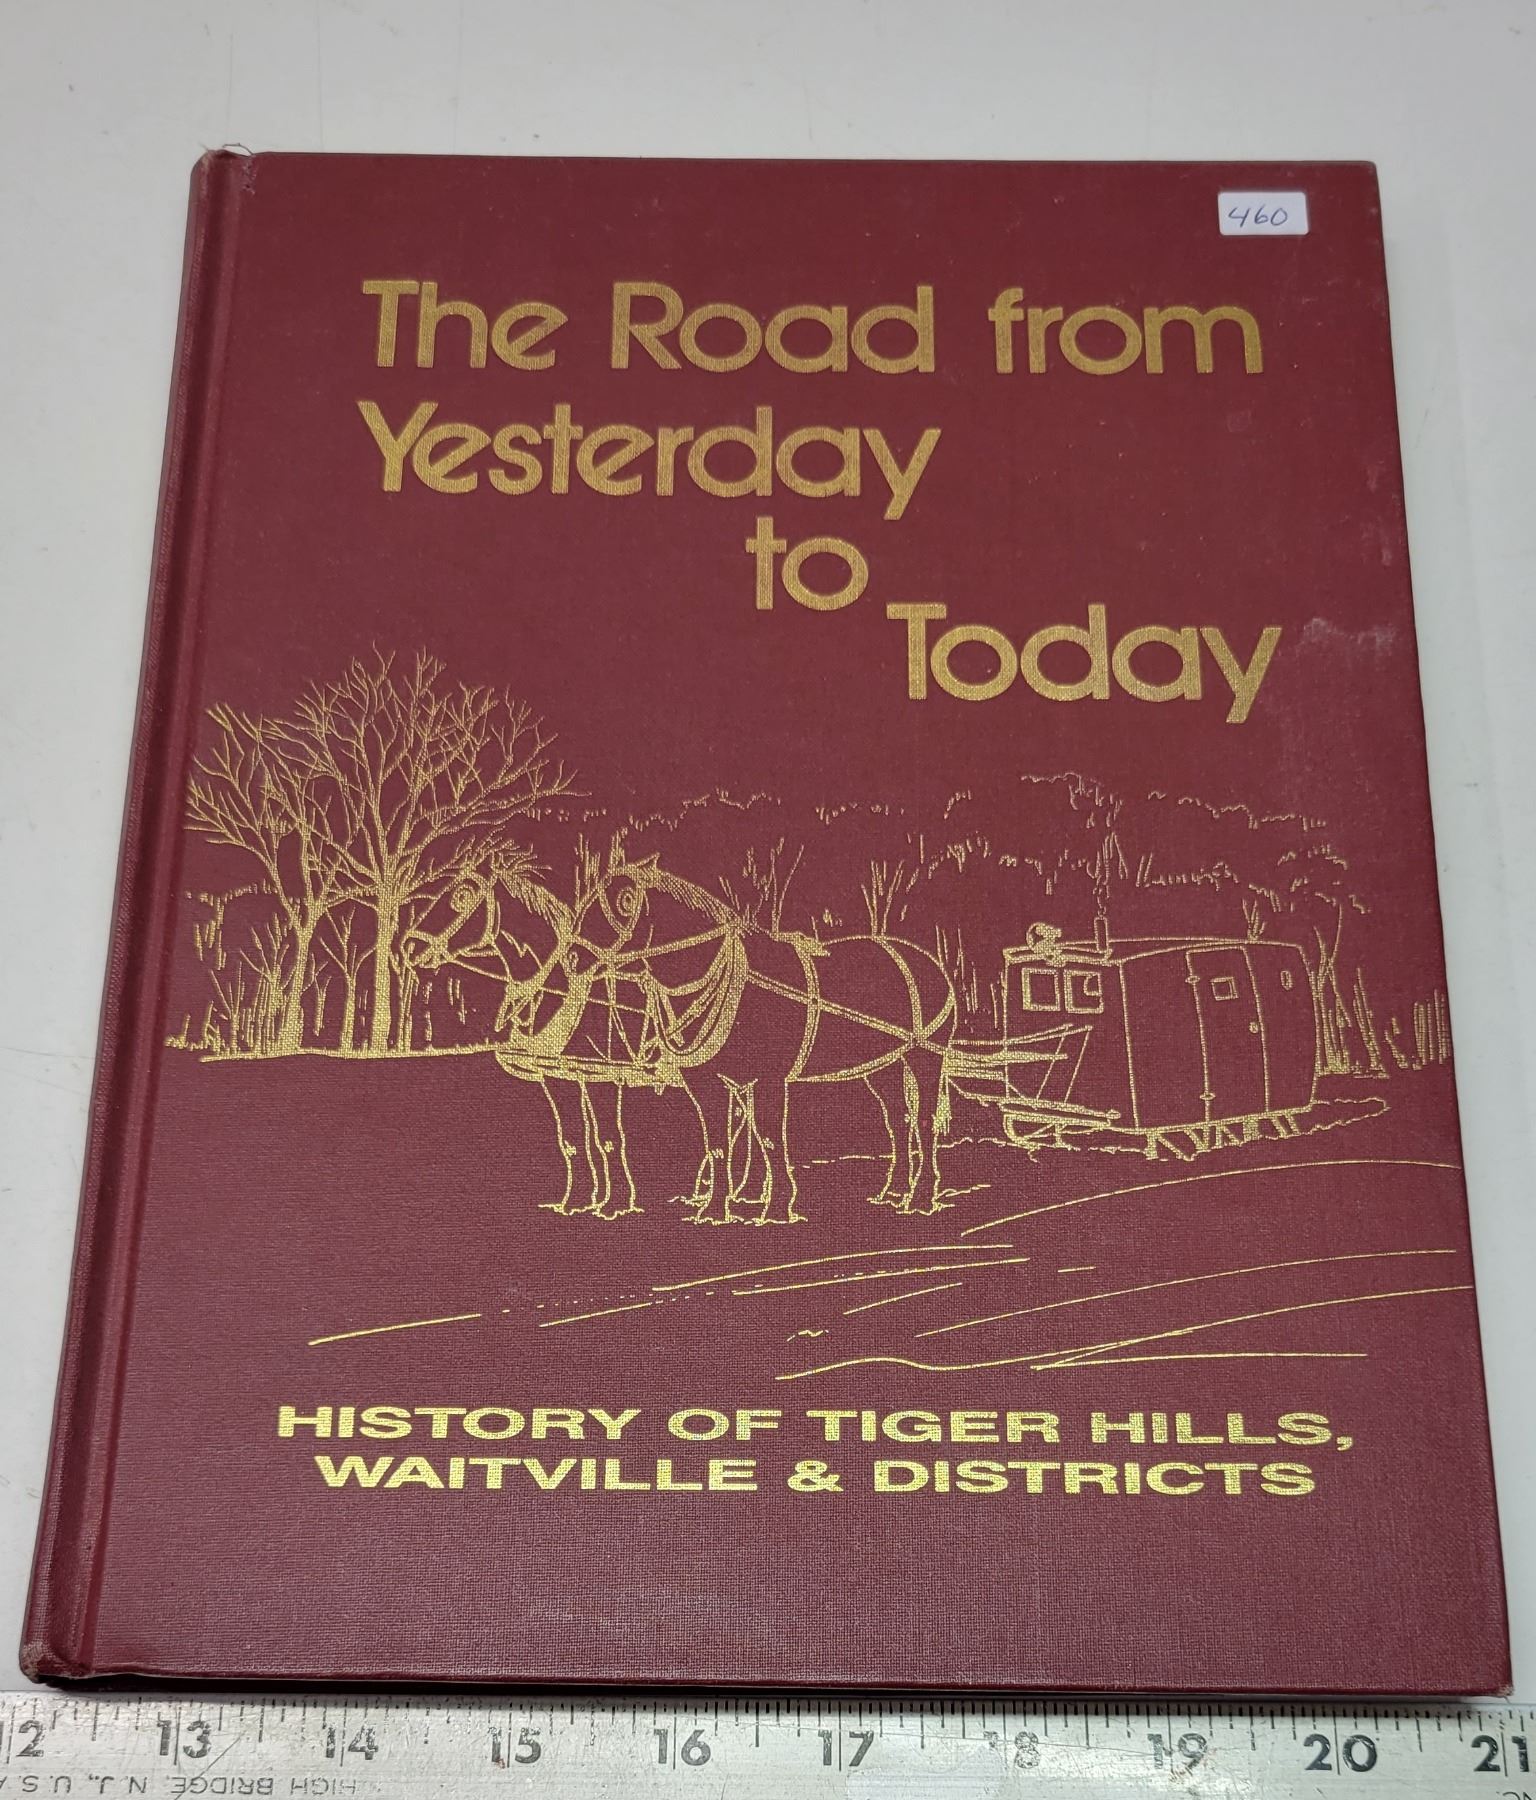 460
The Road from
Yesterday
to
Today
HISTORY OF TIGER HILLS,
WAITVILLE & DISTRICTS
12 13 14 15 16 17 18 19 20 21
HIGH BRIDGE, N.J., U.S.A